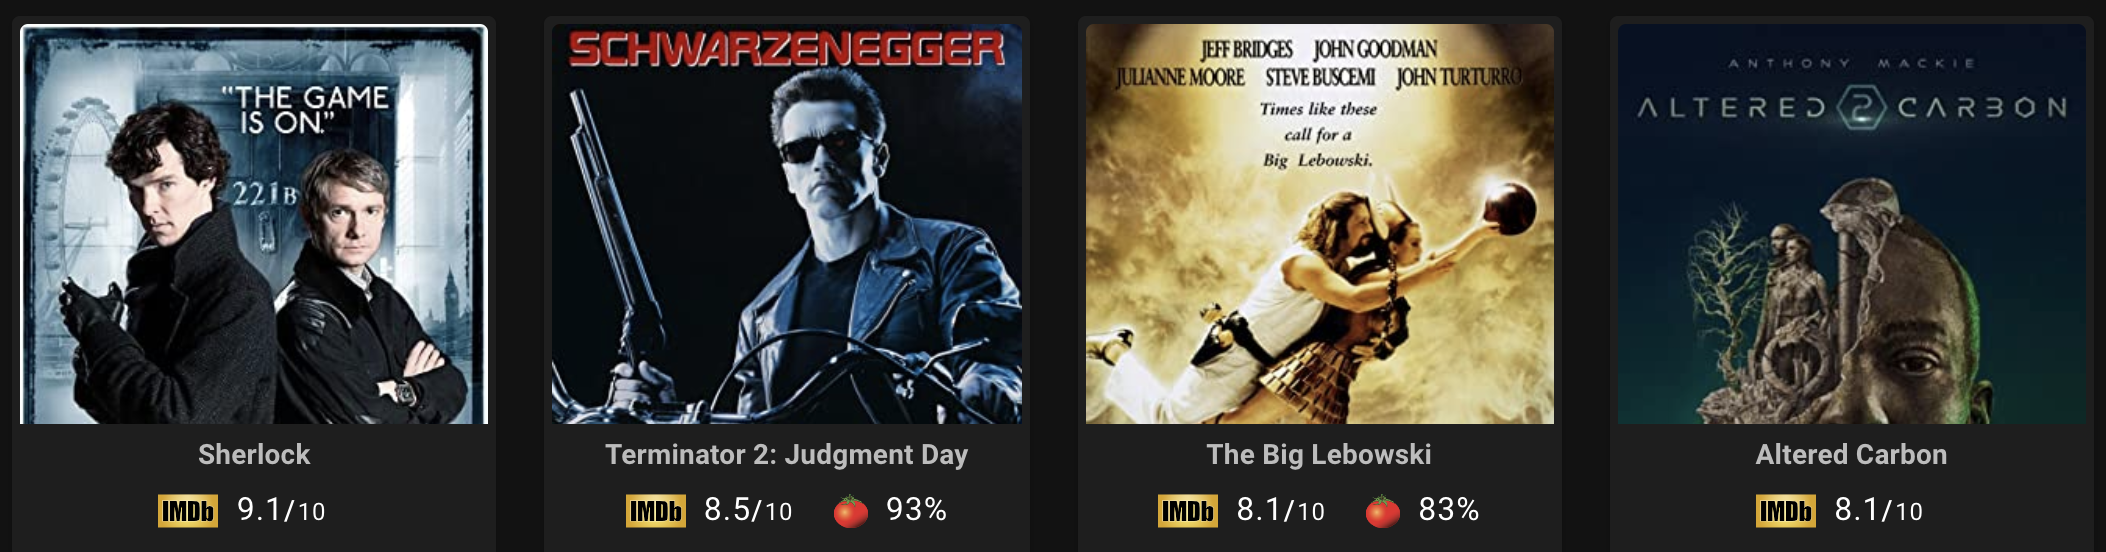 "THE GAME
IS ON."
221B
Sherlock
IMDb 9.1/10
SCHWARZENEGGER
Terminator 2: Judgment Day
IMDb 8.5/10 93%
JEFF BRIDGES JOHN GOODMAN
JULIANNE MOORE STEVE BUSCEMI JOHN TURTURRO
Times like these
call for a
Big Lebowski.
The Big Lebowski
IMDb 8.1/10 83%
ANTHONY MACKIE
ALTERED 2 CARBON
Altered Carbon
IMDb 8.1/10